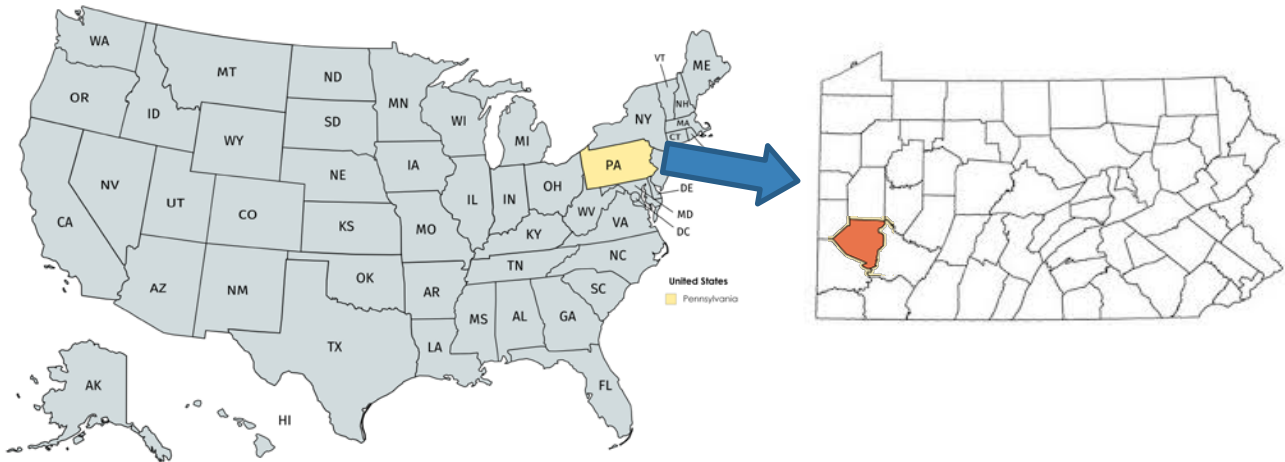 WA
MT
ND
MN
OR
ID
SD
WI
MI
NY
VT
ME
NH
MA
CT
WY
IA
NE
PA
NV
UT
CO
IL
IN
OH
DE
MD
DC
CA
KS
MO
KY
WV
VA
AZ
NM
OK
AR
TN
NC
SC
TX
LA
MS
AL
GA
FL
AK
HI
United States
Pennsylvania